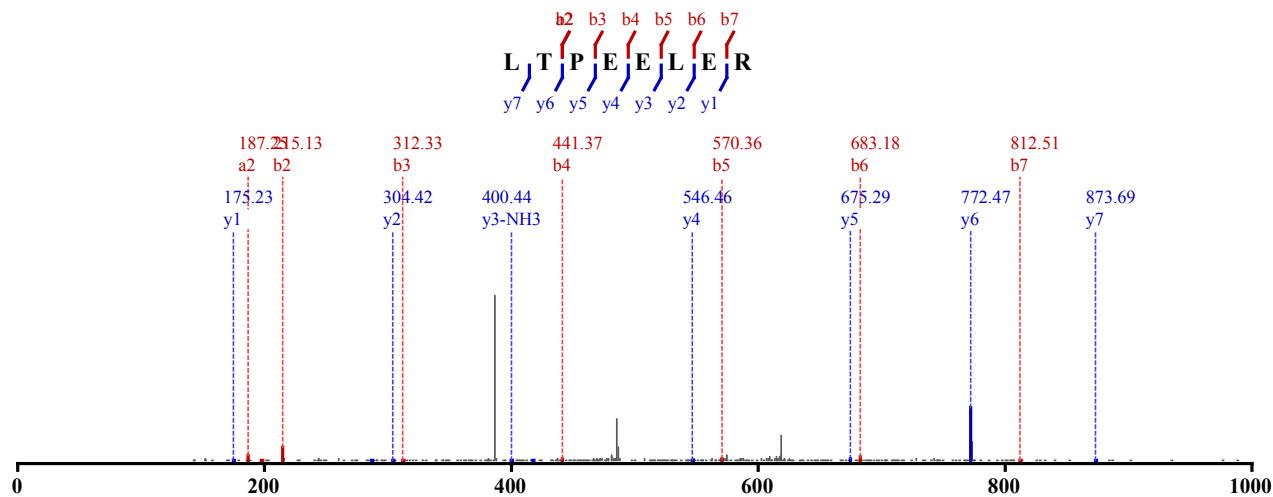 a2 b2 b3 b4 b5 b6 b7
L T P E E L E R
y7 y6 y5 y4 y3 y2 y1
187.25 215.13 312.33 441.37 570.36 683.18 812.51
a2 b2 b3 b4 b5 b6 b7
175.23 304.42 400.44 546.46 675.29 772.47 873.69
y1 y2 y3-NH3 y4 y5 y6 y7
0 200 400 600 800 1000